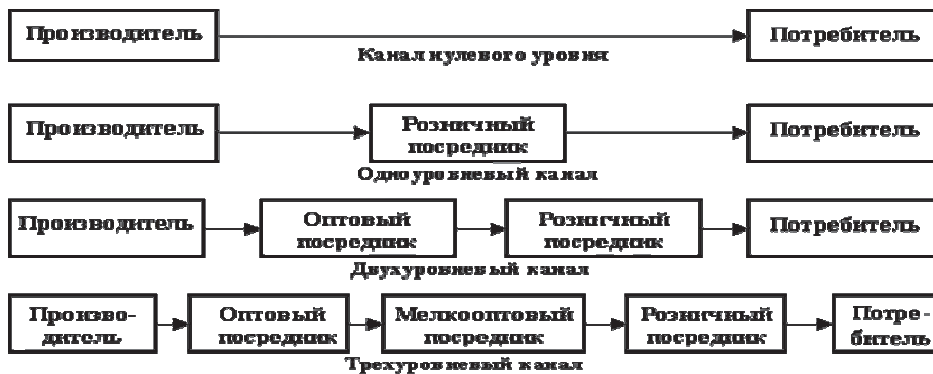 Производитель
Потребитель
Канал нулевого уровня
Производитель
Розничный
посредник
Потребитель
Одноуровневый канал
Производитель
Оптовый
посредник
Розничный
посредник
Потребитель
Двухуровневый канал
Произво-
дитель
Оптовый
посредник
Мелкооптовый
посредник
Розничный
посредник
Потре-
битель
Трехуровневый канал